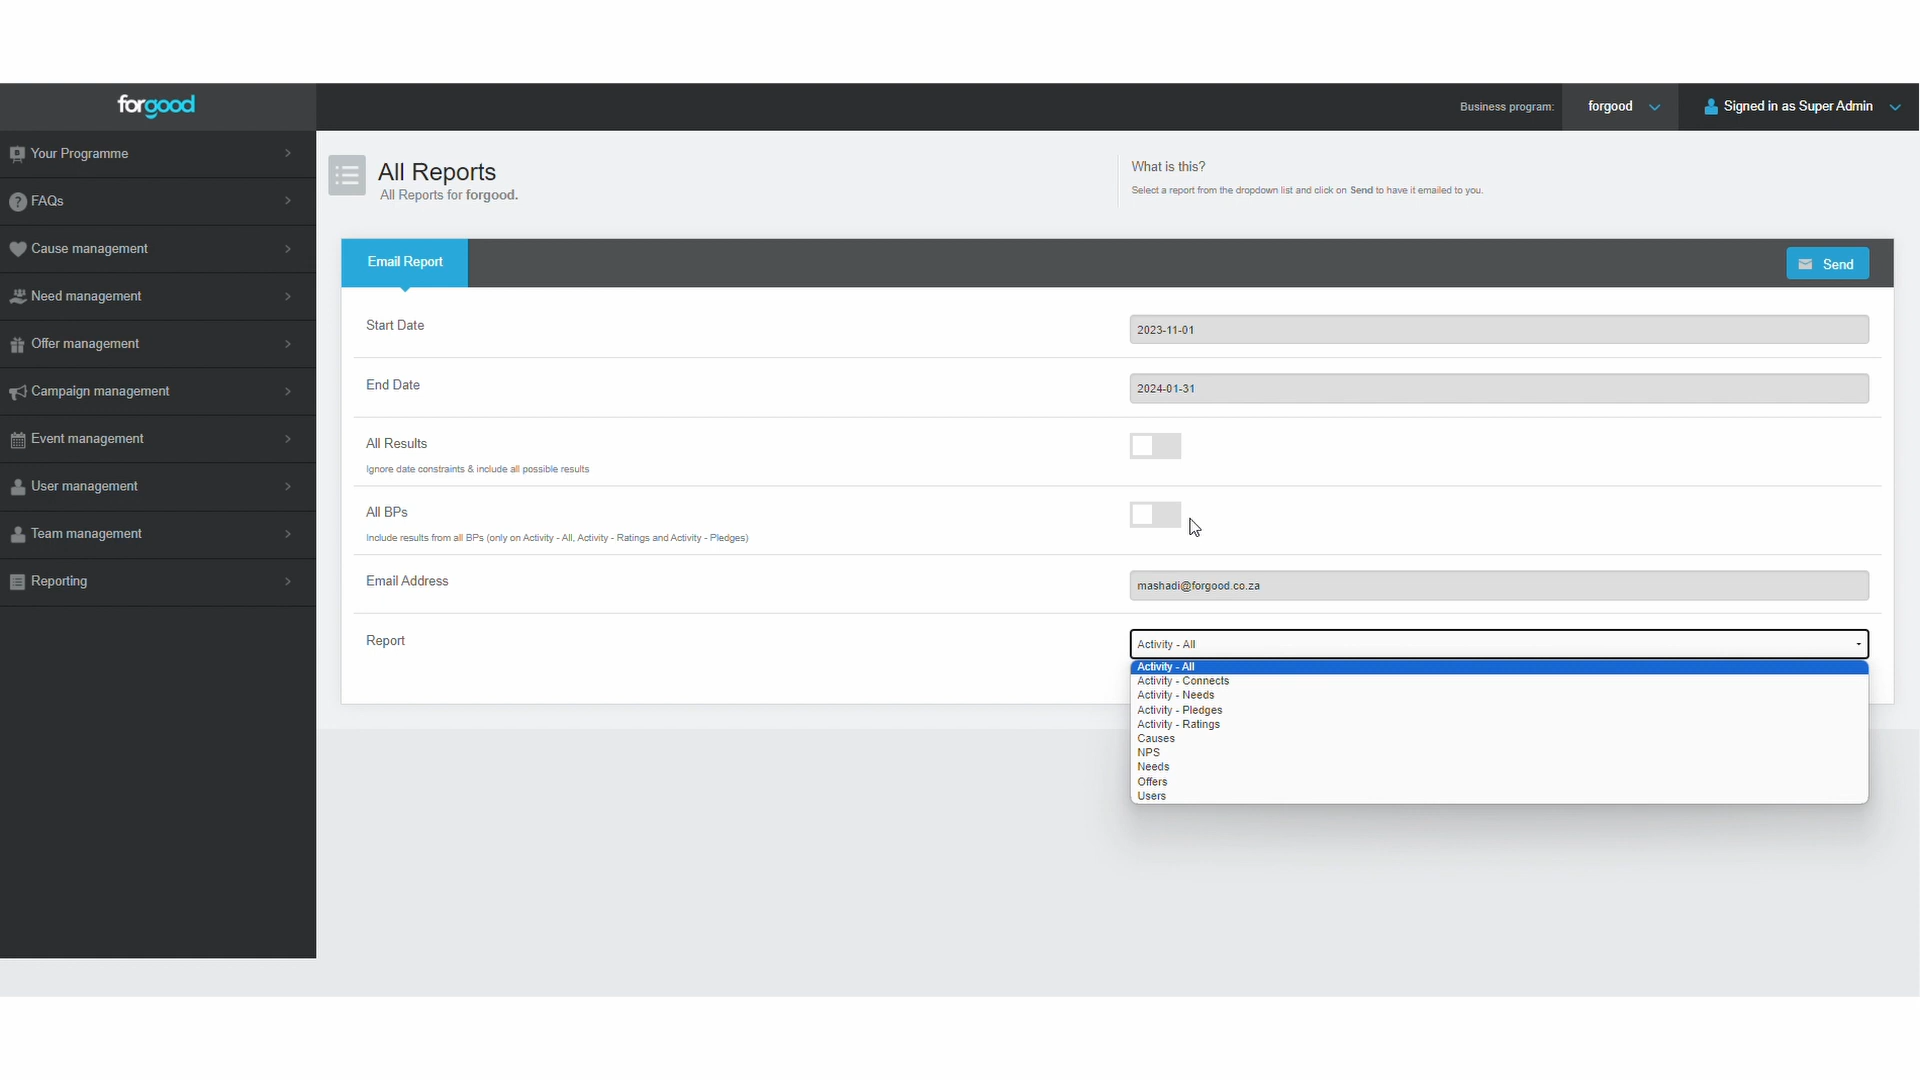 forgood
Business program:
forgood
Signed in as Super Admin
Your Programme
FAQs
Cause management
Need management
Offer management
Campaign management
Event management
User management
Team management
Reporting
All Reports
All Reports for forgood.
What is this?
Select a report from the dropdown list and click on Send to have it emailed to you.
Email Report
Send
Start Date
2023-11-01
End Date
2024-01-31
All Results
Ignore date constraints & include all possible results
All BPs
Include results from all BPs (only on Activity - All, Activity - Ratings and Activity - Pledges)
Email Address
mashadi@forgood.co.za
Report
Activity - All
Activity - All
Activity - Connects
Activity - Needs
Activity - Pledges
Activity - Ratings
Causes
NPS
Needs
Offers
Users